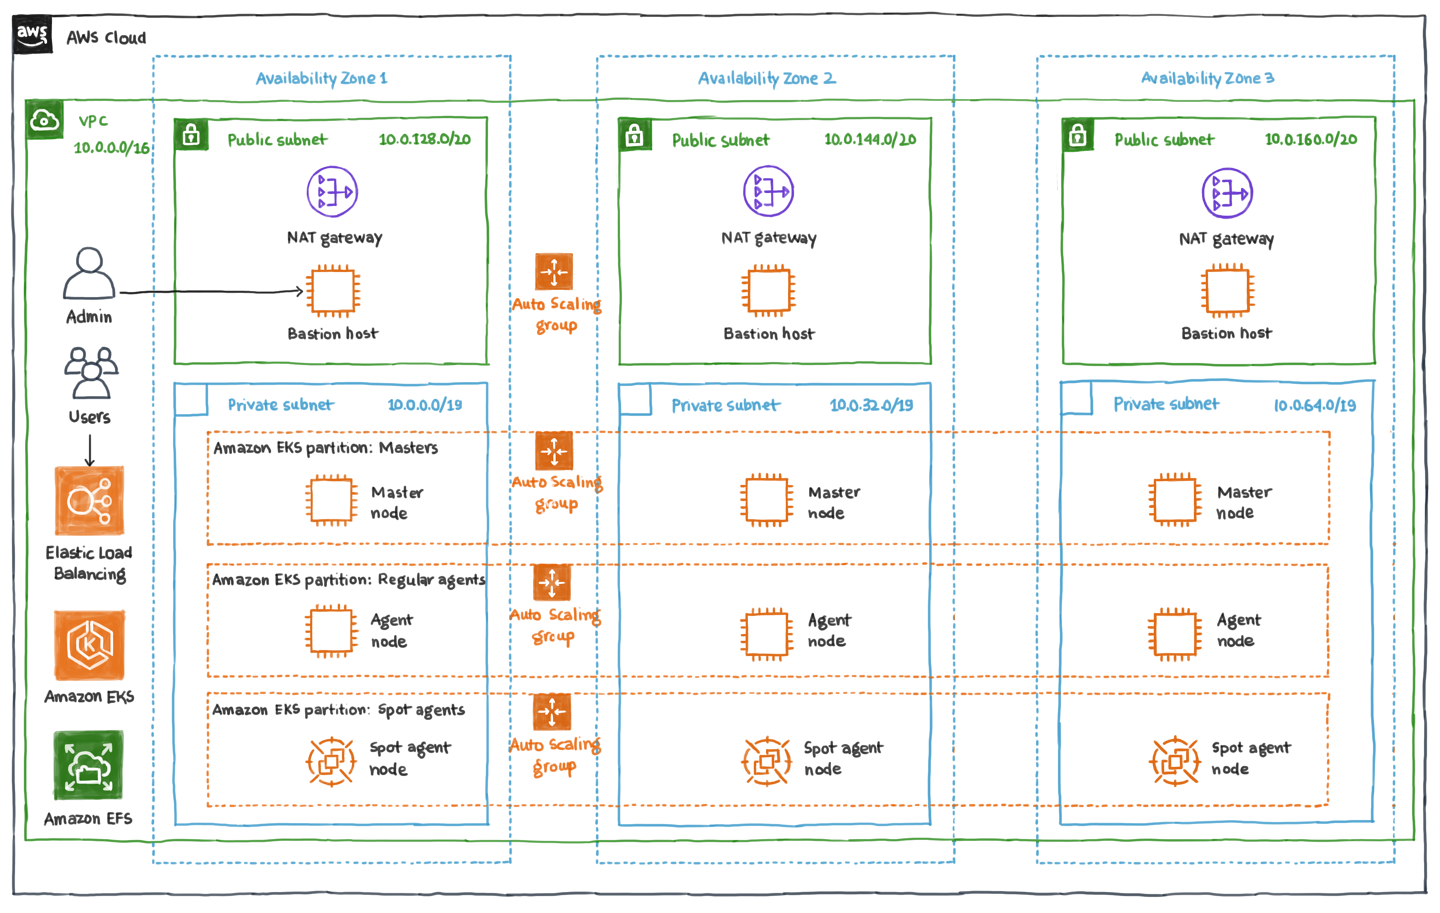 aws
AWS Cloud
Availability Zone 1
Availability Zone 2
Availability Zone 3
VPC
10.0.0.0/16
Public subnet 10.0.128.0/20
NAT gateway
Bastion host
Public subnet 10.0.144.0/20
NAT gateway
Bastion host
Public subnet 10.0.160.0/20
NAT gateway
Bastion host
Auto Scaling
group
Admin
Users
Elastic Load
Balancing
K
Amazon EKS
Amazon EFS
Private subnet 10.0.0.0/19
Private subnet 10.0.32.0/19
Private subnet 10.0.64.0/19
Amazon EKS partition: Masters
Master
node
Auto Scaling
group
Master
node
Master
node
Amazon EKS partition: Regular agents
Agent
node
Auto Scaling
group
Agent
node
Agent
node
Amazon EKS partition: Spot agents
Spot agent
node
Auto Scaling
group
Spot agent
node
Spot agent
node